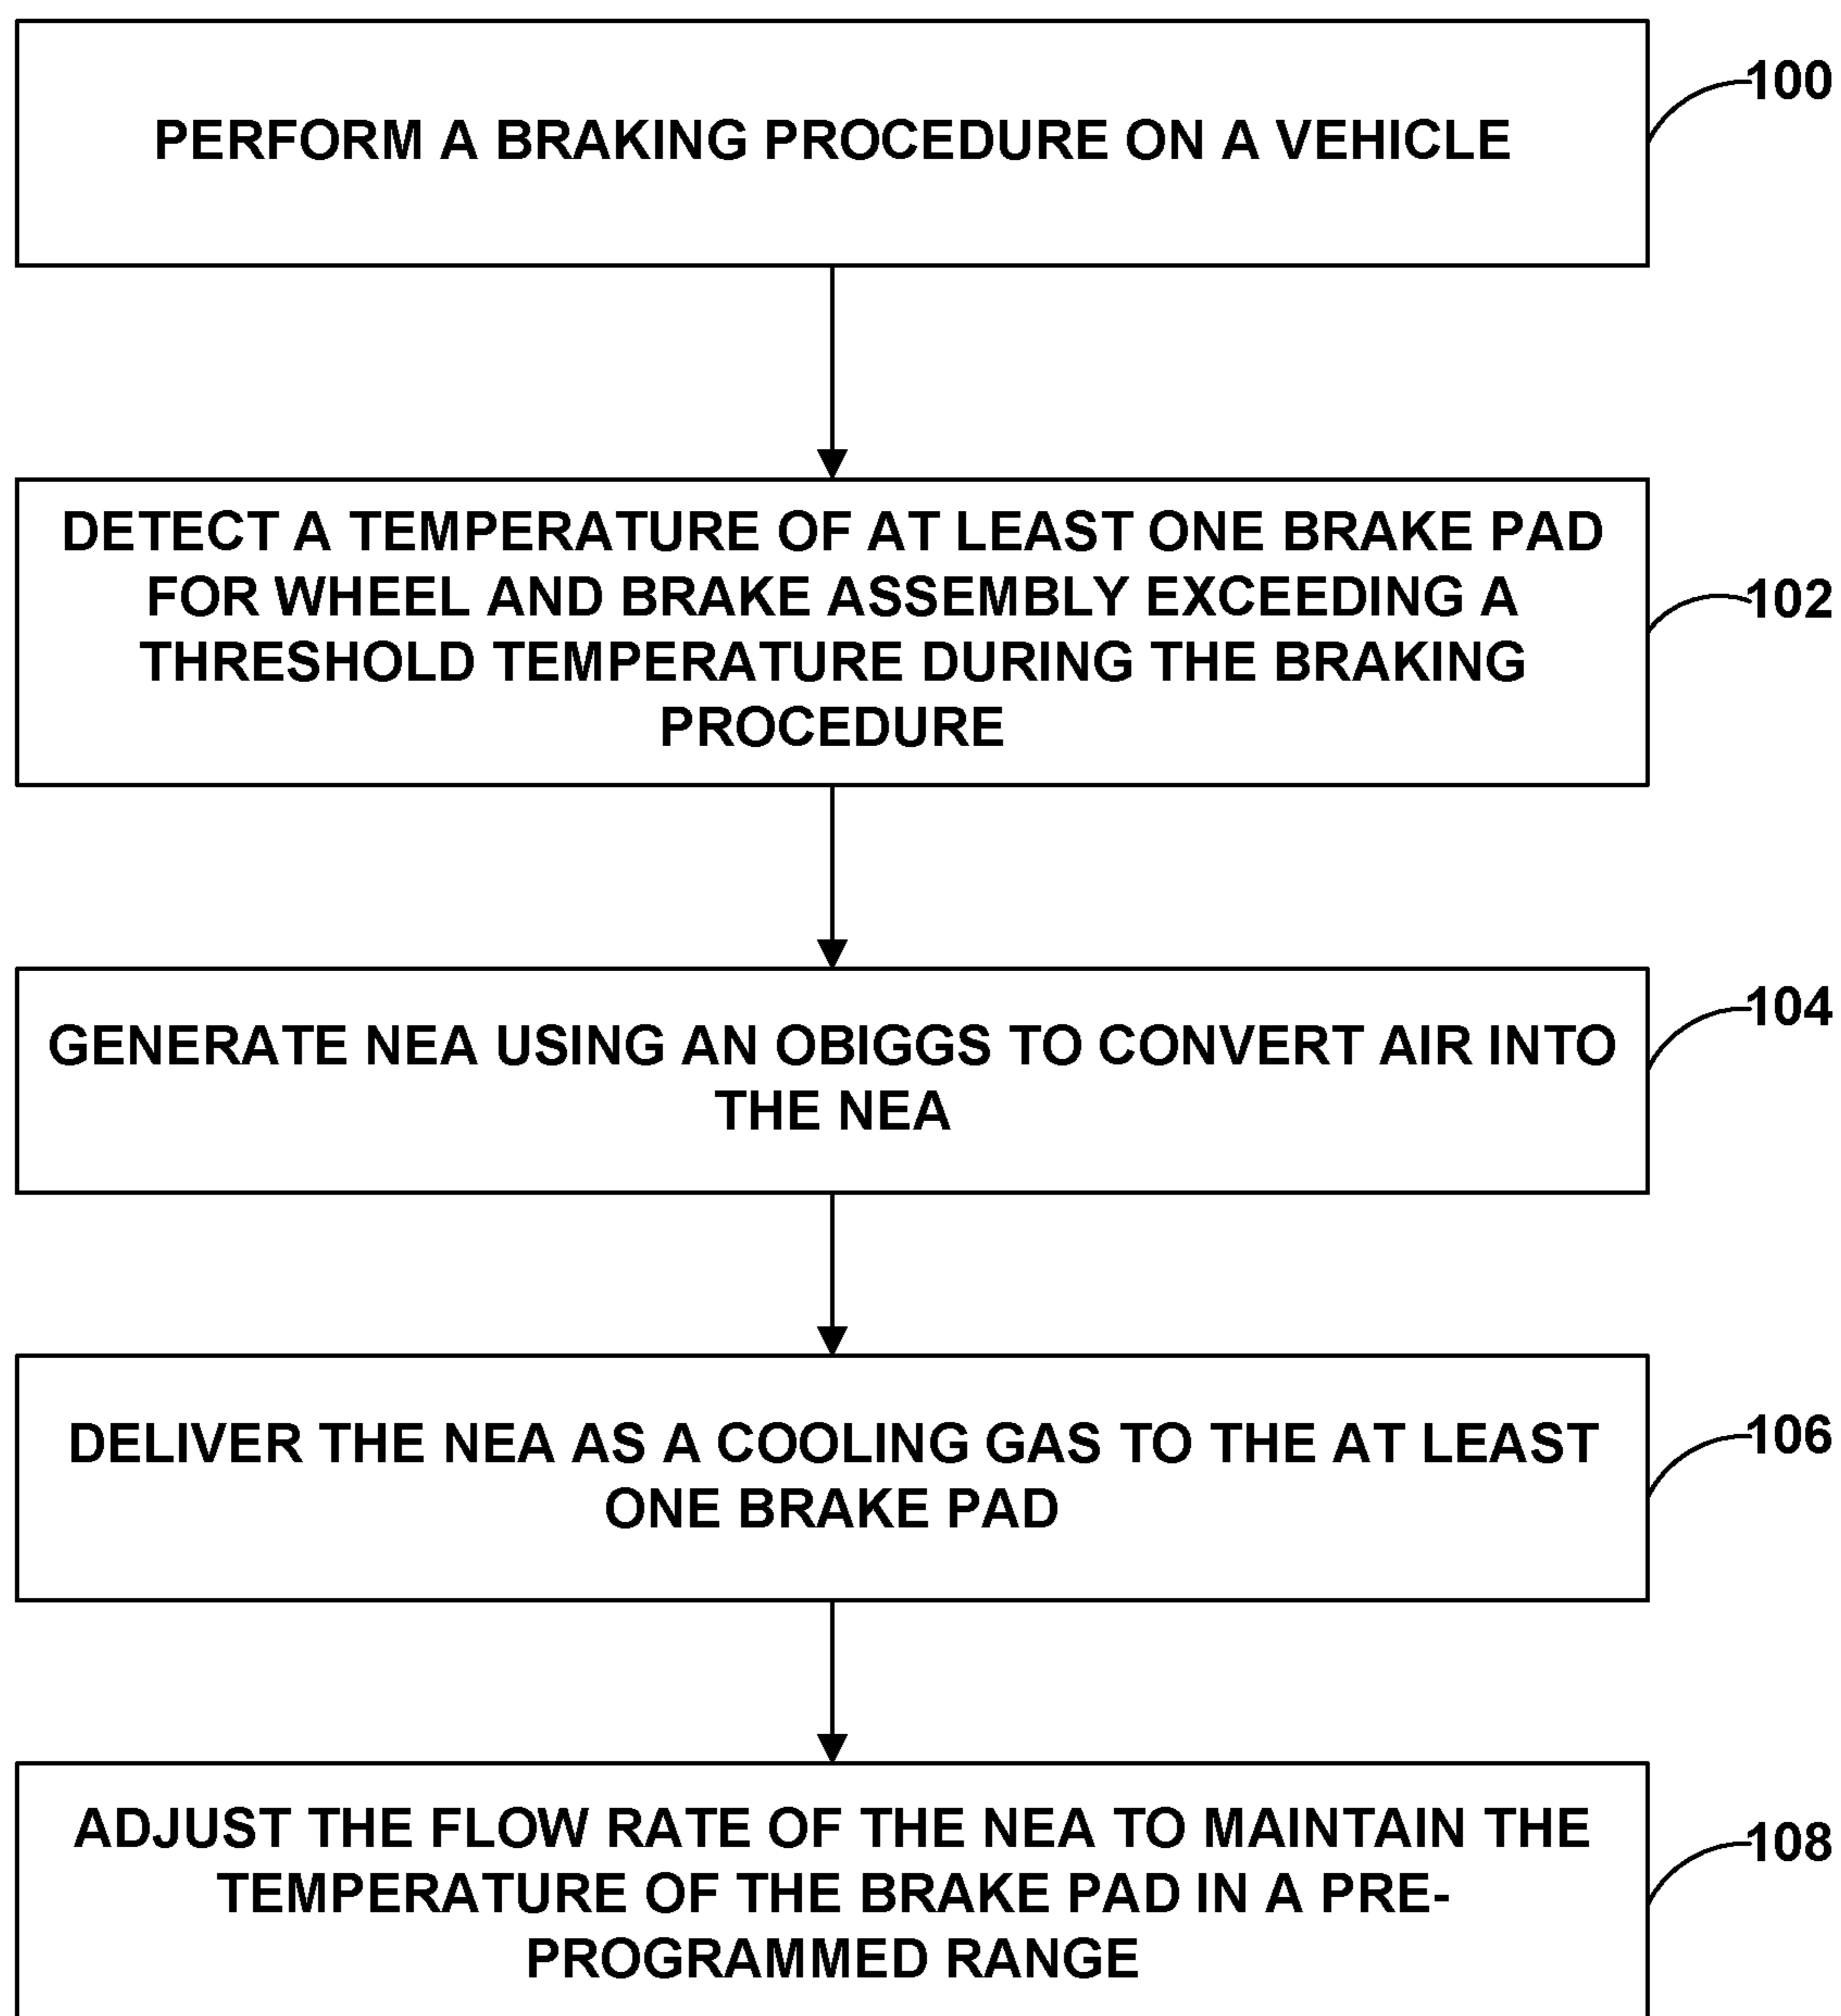 PERFORM A BRAKING PROCEDURE ON A VEHICLE
100
DETECT A TEMPERATURE OF AT LEAST ONE BRAKE PAD
FOR WHEEL AND BRAKE ASSEMBLY EXCEEDING A
THRESHOLD TEMPERATURE DURING THE BRAKING
PROCEDURE
102
GENERATE NEA USING AN OBIGGS TO CONVERT AIR INTO
THE NEA
104
DELIVER THE NEA AS A COOLING GAS TO THE AT LEAST
ONE BRAKE PAD
106
ADJUST THE FLOW RATE OF THE NEA TO MAINTAIN THE
TEMPERATURE OF THE BRAKE PAD IN A PRE-
PROGRAMMED RANGE
108